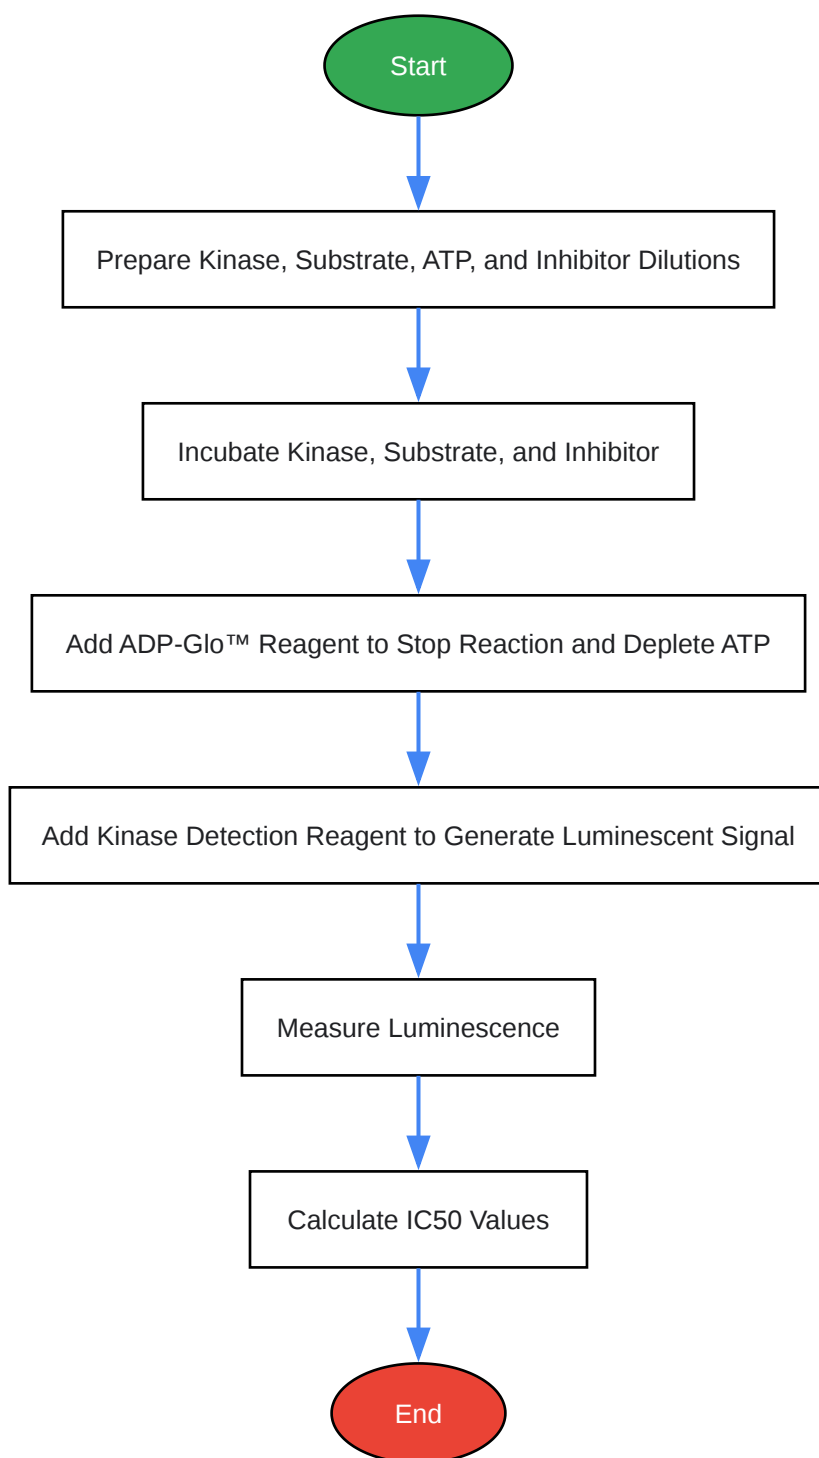 Start
Prepare Kinase, Substrate, ATP, and Inhibitor Dilutions
Incubate Kinase, Substrate, and Inhibitor
Add ADP-Glo™ Reagent to Stop Reaction and Deplete ATP
Add Kinase Detection Reagent to Generate Luminescent Signal
Measure Luminescence
Calculate IC50 Values
End